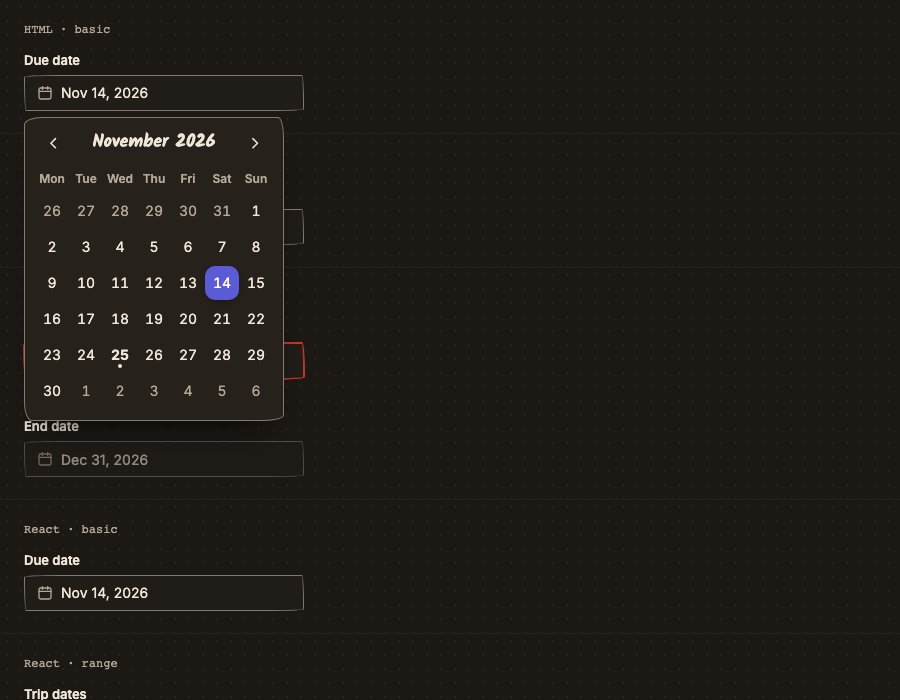 HTML · basic
Due date
Nov 14, 2026
November 2026
Mon Tue Wed Thu Fri Sat Sun
26 27 28 29 30 31 1
2 3 4 5 6 7 8
9 10 11 12 13 14 15
16 17 18 19 20 21 22
23 24 25 26 27 28 29
30 1 2 3 4 5 6
End date
Dec 31, 2026
React · basic
Due date
Nov 14, 2026
React · range
Trip dates